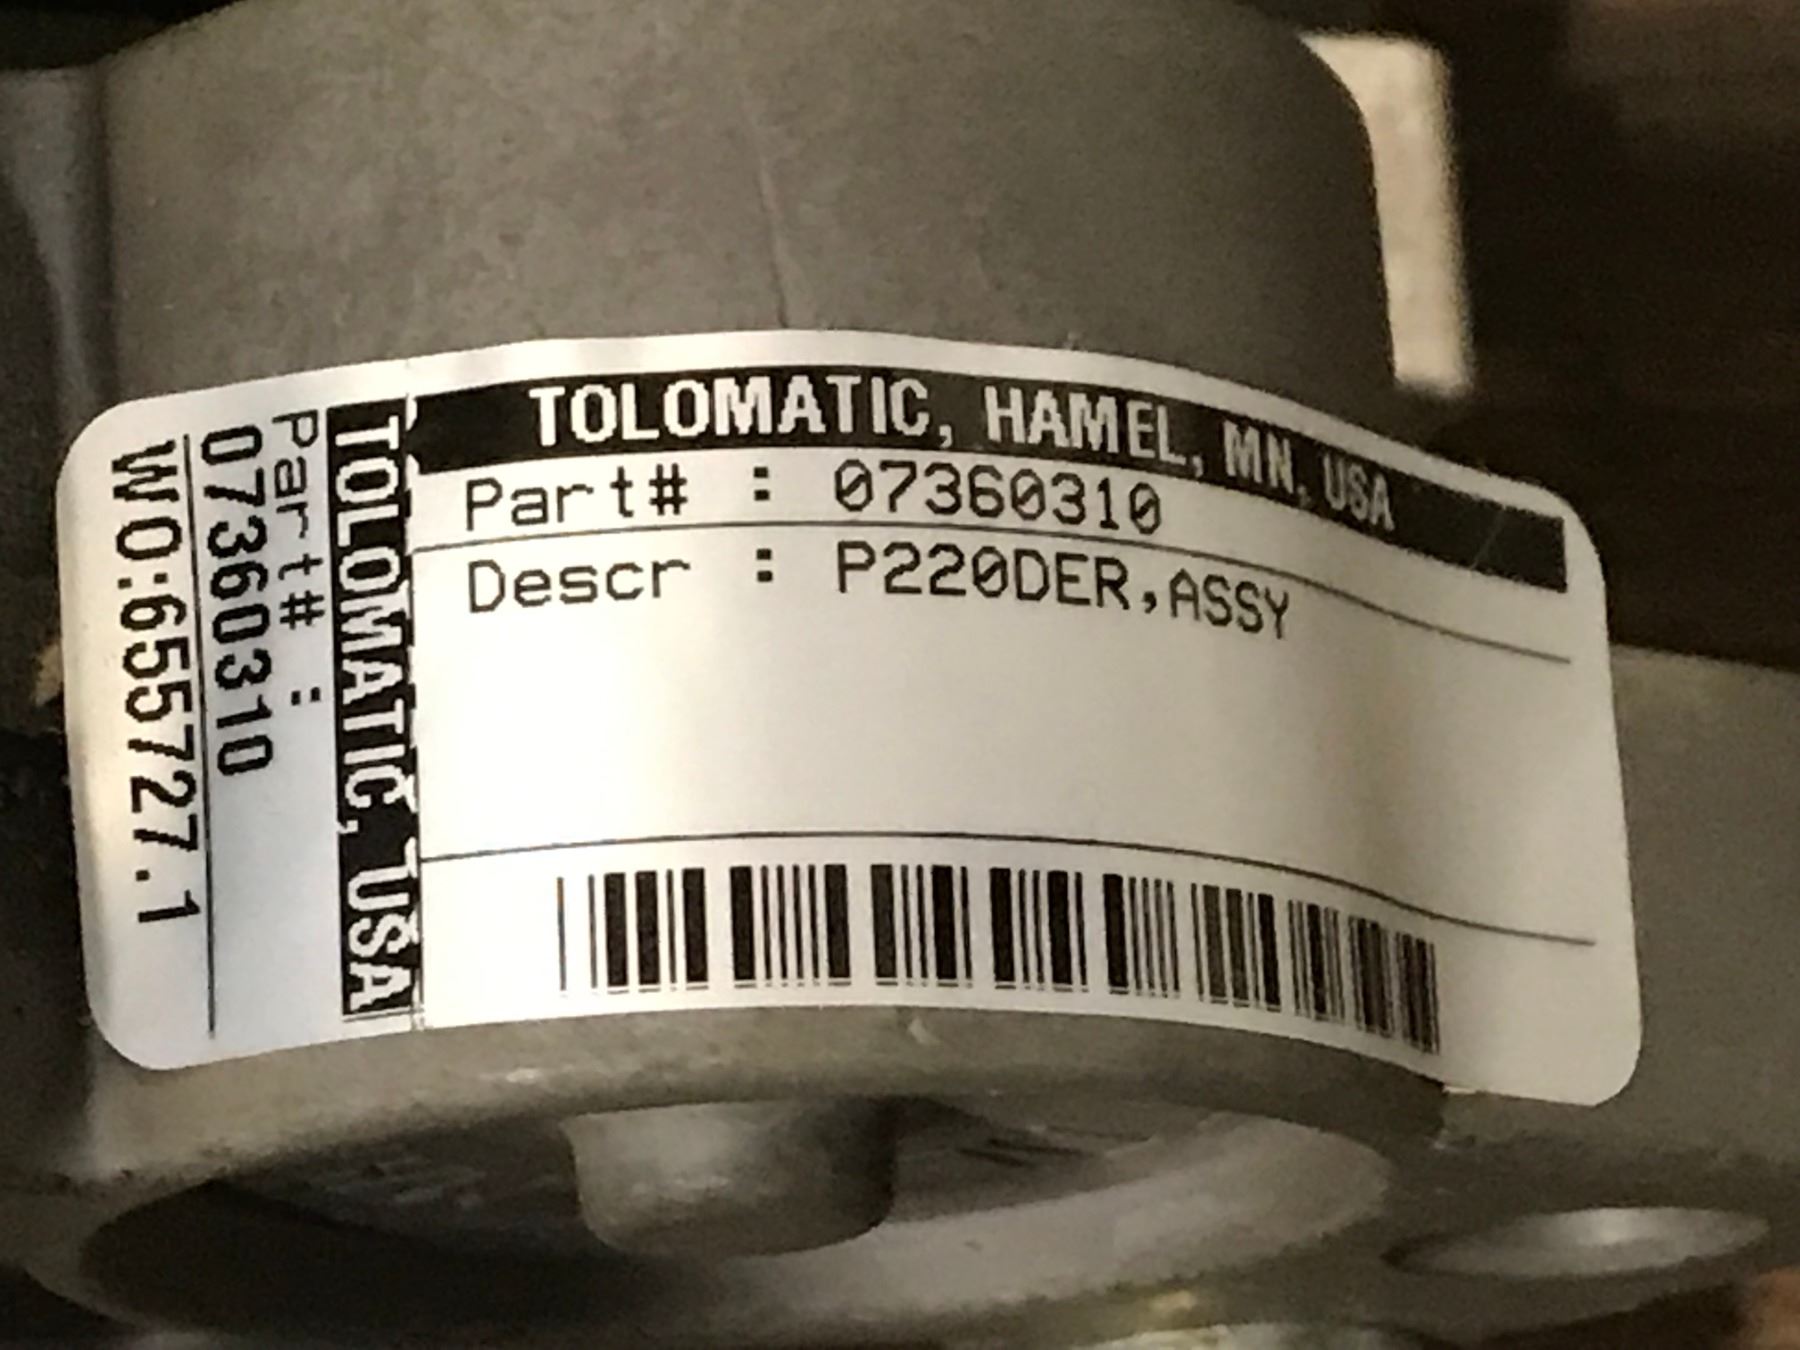 TOLOMATIC, HAMEL, MN, USA
Part# : 07360310
Descr : P220DER,ASSY
TOLOMATIC, USA
Part# :
07360310
WO:655727.1